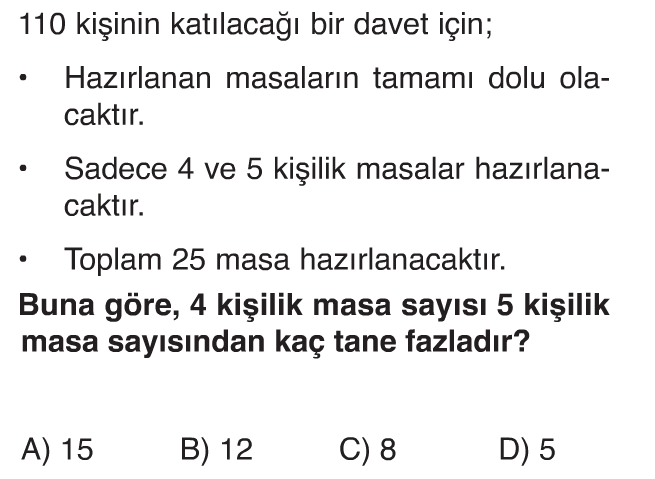 110 kişinin katılacağı bir davet için;
• Hazırlanan masaların tamamı dolu ola-
caktır.
• Sadece 4 ve 5 kişilik masalar hazırlana-
caktır.
• Toplam 25 masa hazırlanacaktır.
Buna göre, 4 kişilik masa sayısı 5 kişilik
masa sayısından kaç tane fazladır?
A) 15 B) 12 C) 8 D) 5